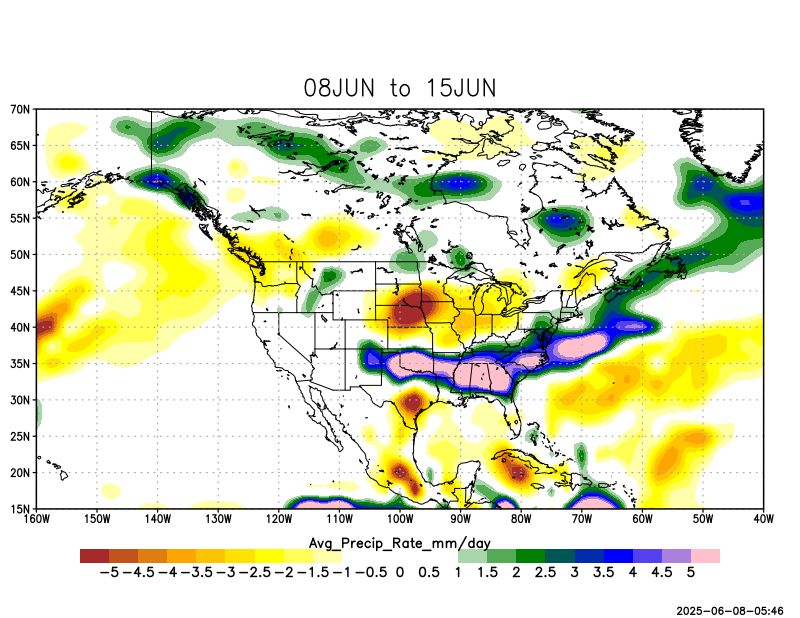 08JUN to 15JUN
70N
65N
60N
55N
50N
45N
40N
35N
30N
25N
20N
15N
160W 150W 140W 130W 120W 110W 100W 90W 80W 70W 60W 50W 40W
Avg_Precip_Rate_mm/day
-5 -4.5 -4 -3.5 -3 -2.5 -2 -1.5 -1 -0.5 0 0.5 1 1.5 2 2.5 3 3.5 4 4.5 5
2025-06-08-05:46